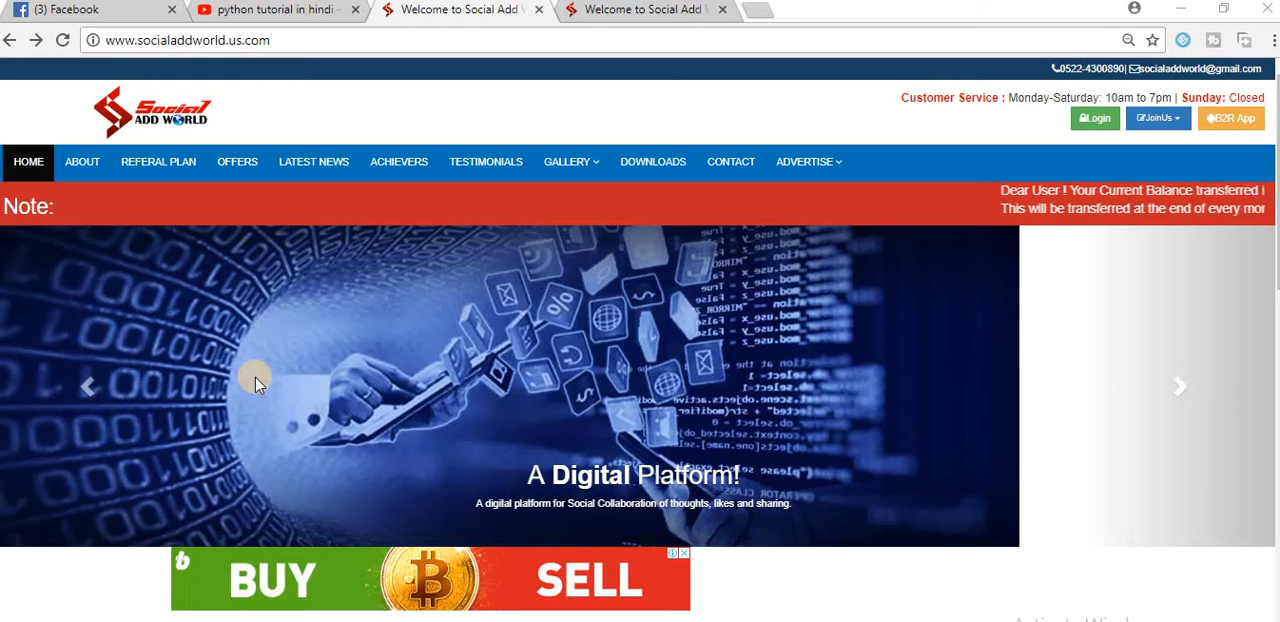 (3) Facebook
python tutorial in hindi -
Welcome to Social Add
Welcome to Social Add
www.socialaddworld.us.com
0522-4300890| socialaddworld@gmail.com
Social
ADD WORLD
Customer Service : Monday-Saturday: 10am to 7pm | Sunday: Closed
Login
JoinUs
B2R App
HOME ABOUT REFERAL PLAN OFFERS LATEST NEWS ACHIEVERS TESTIMONIALS GALLERY DOWNLOADS CONTACT ADVERTISE
Note:
Dear User ! Your Current Balance transferred
This will be transferred at the end of every
A Digital Platform!
A digital platform for Social Collaboration of thoughts, likes and sharing.
BUY
SELL